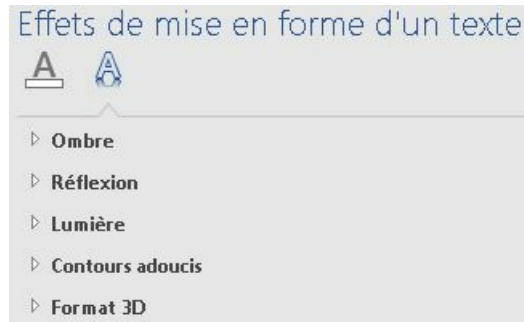 Effets de mise en forme d'un texte
A A
Ombre
Réflexion
Lumière
Contours adoucis
Format 3D